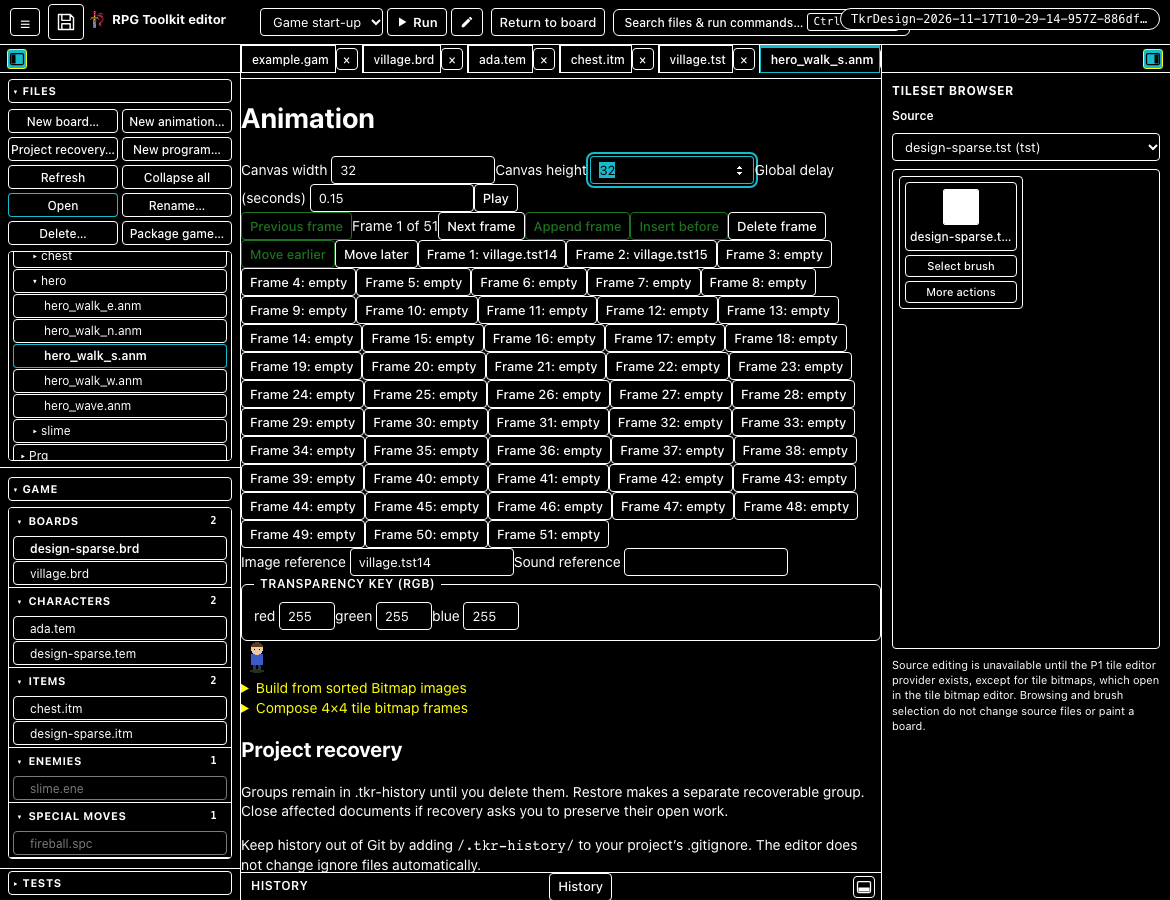 RPG Toolkit editor
Game start-up
Run
Return to board
Search files & run commands...
Ctrl
TkrDesign-2026-11-17T10-29-14-957Z-886df…
example.gam ×
village.brd ×
ada.tem ×
chest.itm ×
village.tst ×
hero_walk_s.anm
FILES
New board...
New animation...
Project recovery...
New program...
Refresh
Collapse all
Open
Rename...
Delete...
Package game...
chest
hero
hero_walk_e.anm
hero_walk_n.anm
hero_walk_s.anm
hero_walk_w.anm
hero_wave.anm
slime
Prg
GAME
BOARDS 2
design-sparse.brd
village.brd
CHARACTERS 2
ada.tem
design-sparse.tem
ITEMS 2
chest.itm
design-sparse.itm
ENEMIES 1
slime.ene
SPECIAL MOVES 1
fireball.spc
TESTS
Animation
Canvas width 32 Canvas height 32 Global delay
(seconds) 0.15 Play
Previous frame Frame 1 of 51 Next frame Append frame Insert before Delete frame
Move earlier Move later Frame 1: village.tst14 Frame 2: village.tst15 Frame 3: empty
Frame 4: empty Frame 5: empty Frame 6: empty Frame 7: empty Frame 8: empty
Frame 9: empty Frame 10: empty Frame 11: empty Frame 12: empty Frame 13: empty
Frame 14: empty Frame 15: empty Frame 16: empty Frame 17: empty Frame 18: empty
Frame 19: empty Frame 20: empty Frame 21: empty Frame 22: empty Frame 23: empty
Frame 24: empty Frame 25: empty Frame 26: empty Frame 27: empty Frame 28: empty
Frame 29: empty Frame 30: empty Frame 31: empty Frame 32: empty Frame 33: empty
Frame 34: empty Frame 35: empty Frame 36: empty Frame 37: empty Frame 38: empty
Frame 39: empty Frame 40: empty Frame 41: empty Frame 42: empty Frame 43: empty
Frame 44: empty Frame 45: empty Frame 46: empty Frame 47: empty Frame 48: empty
Frame 49: empty Frame 50: empty Frame 51: empty
Image reference village.tst14 Sound reference
TRANSPARENCY KEY (RGB)
red 255 green 255 blue 255
Build from sorted Bitmap images
Compose 4×4 tile bitmap frames
Project recovery
Groups remain in .tkr-history until you delete them. Restore makes a separate recoverable group.
Close affected documents if recovery asks you to preserve their open work.
Keep history out of Git by adding /.tkr-history/ to your project's .gitignore. The editor does
not change ignore files automatically.
HISTORY
History
TILESET BROWSER
Source
design-sparse.tst (tst)
design-sparse.t...
Select brush
More actions
Source editing is unavailable until the P1 tile editor
provider exists, except for tile bitmaps, which open
in the tile bitmap editor. Browsing and brush
selection do not change source files or paint a
board.